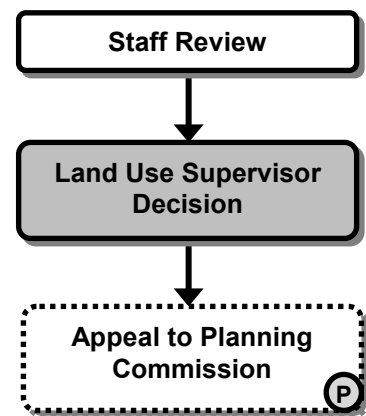 Staff Review
Land Use Supervisor
Decision
Appeal to Planning
Commission
P